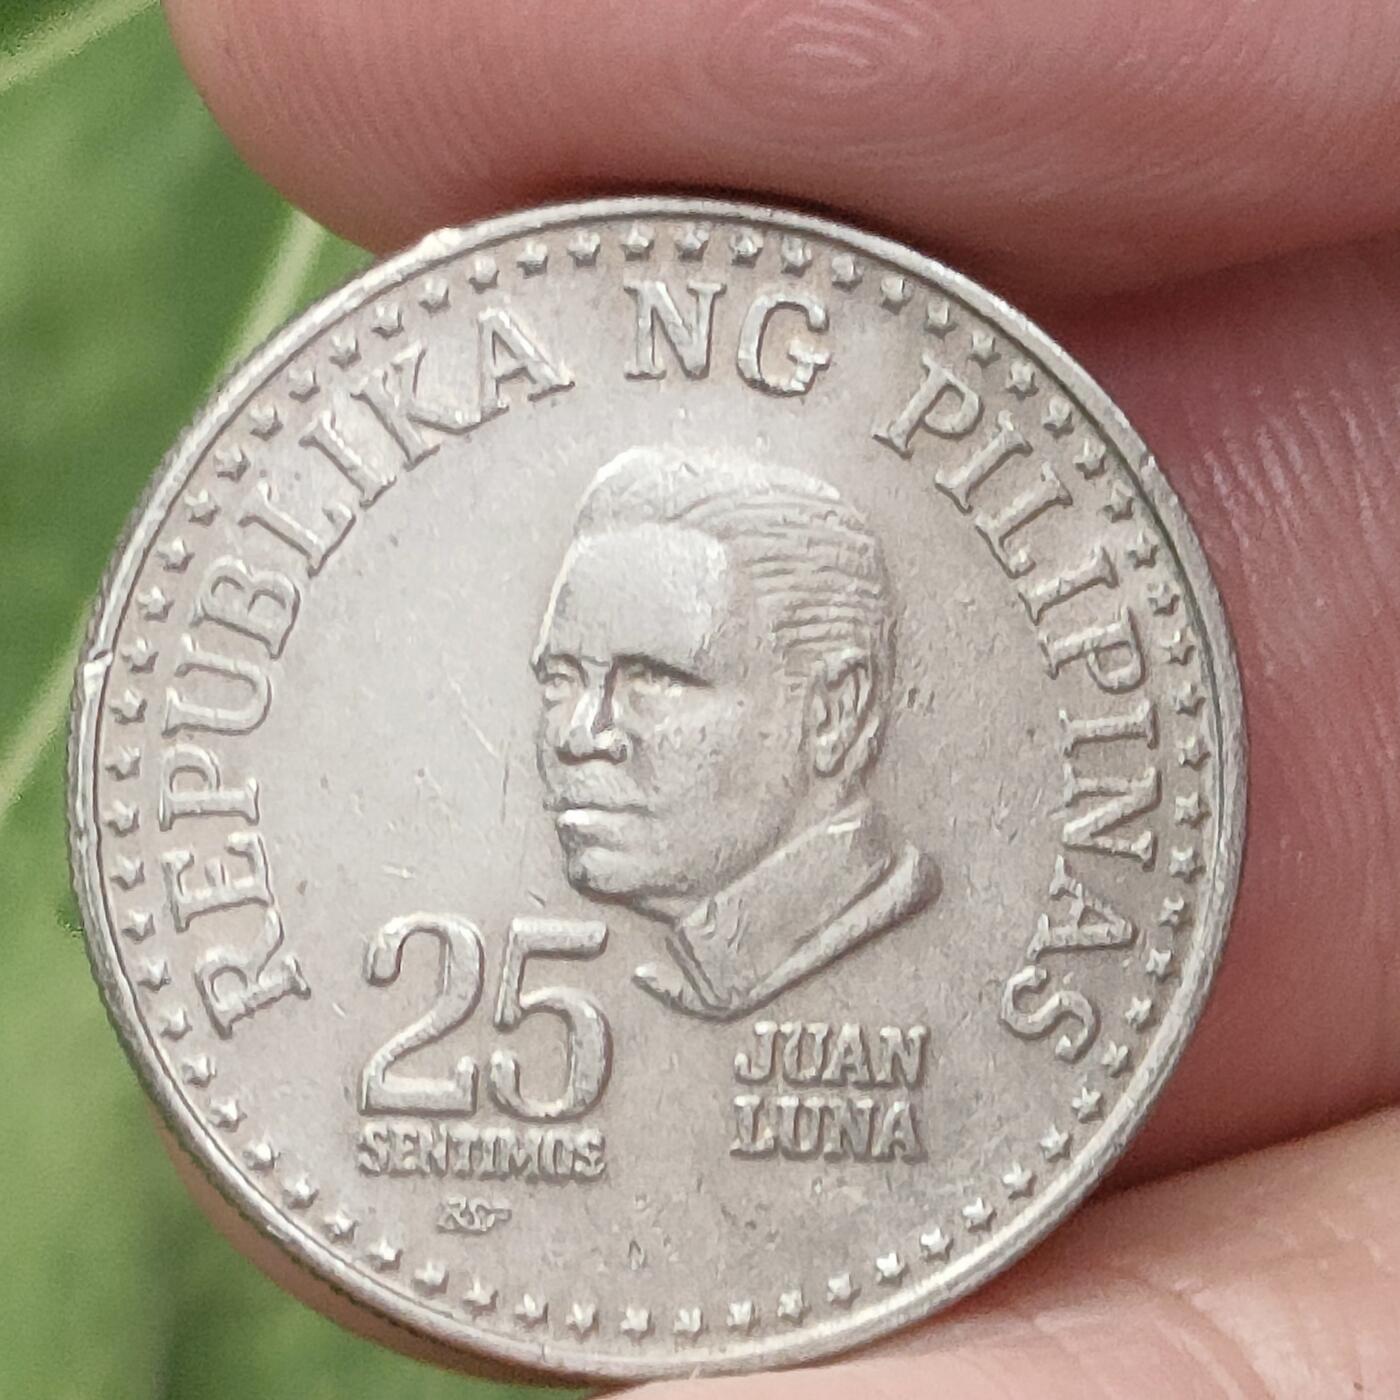 REPUBLIKA NG PILIPINAS
25
SENTIMOS
JUAN
LUNA